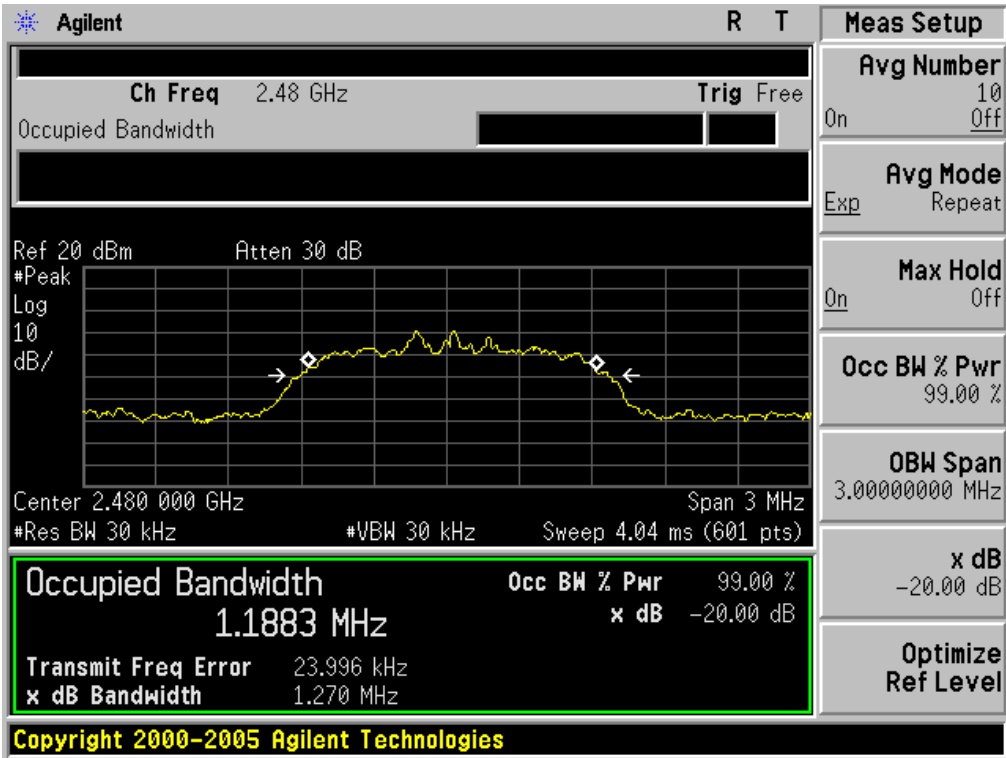 Agilent R T
Ch Freq 2.48 GHz Trig Free
Occupied Bandwidth
Ref 20 dBm Atten 30 dB
#Peak
Log
10
dB/
Center 2.480 000 GHz Span 3 MHz
#Res BW 30 kHz #VBW 30 kHz Sweep 4.04 ms (601 pts)
Occupied Bandwidth Occ BW % Pwr 99.00 %
1.1883 MHz x dB -20.00 dB
Transmit Freq Error 23.996 kHz
x dB Bandwidth 1.270 MHz
Copyright 2000-2005 Agilent Technologies
Meas Setup
Avg Number
10
On Off
Avg Mode
Exp Repeat
Max Hold
On Off
Occ BW % Pwr
99.00 %
OBW Span
3.00000000 MHz
x dB
-20.00 dB
Optimize
Ref Level